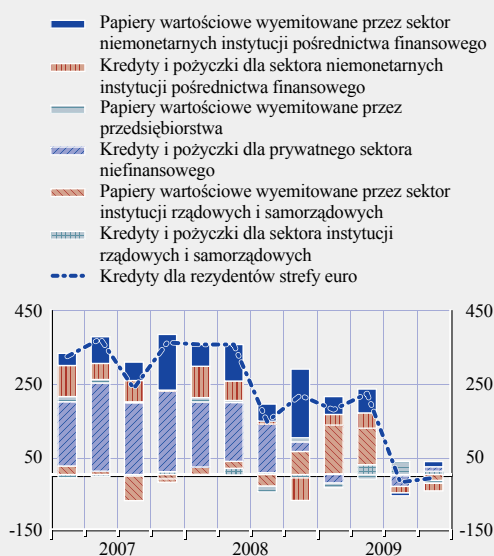 Papiery wartościowe wyemitowane przez sektor
niemonetarnych instytucji pośrednictwa finansowego
Kredyty i pożyczki dla sektora niemonetarnych
instytucji pośrednictwa finansowego
Papiery wartościowe wyemitowane przez
przedsiębiorstwa
Kredyty i pożyczki dla prywatnego sektora
niefinansowego
Papiery wartościowe wyemitowane przez sektor
instytucji rządowych i samorządowych
Kredyty i pożyczki dla sektora instytucji
rządowych i samorządowych
Kredyty dla rezydentów strefy euro
450 450
250 250
50 50
-150 -150
2007 2008 2009